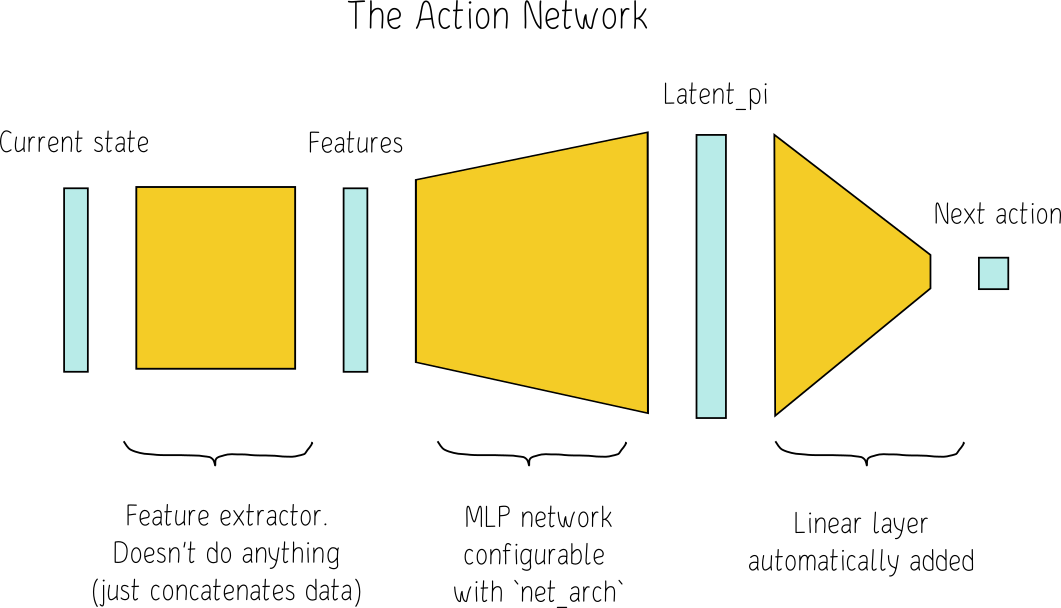 The Action Network
Latent_pi
Current state
Features
Next action
Feature extractor.
Doesn't do anything
(just concatenates data)
MLP network
configurable
with `net_arch`
Linear layer
automatically added